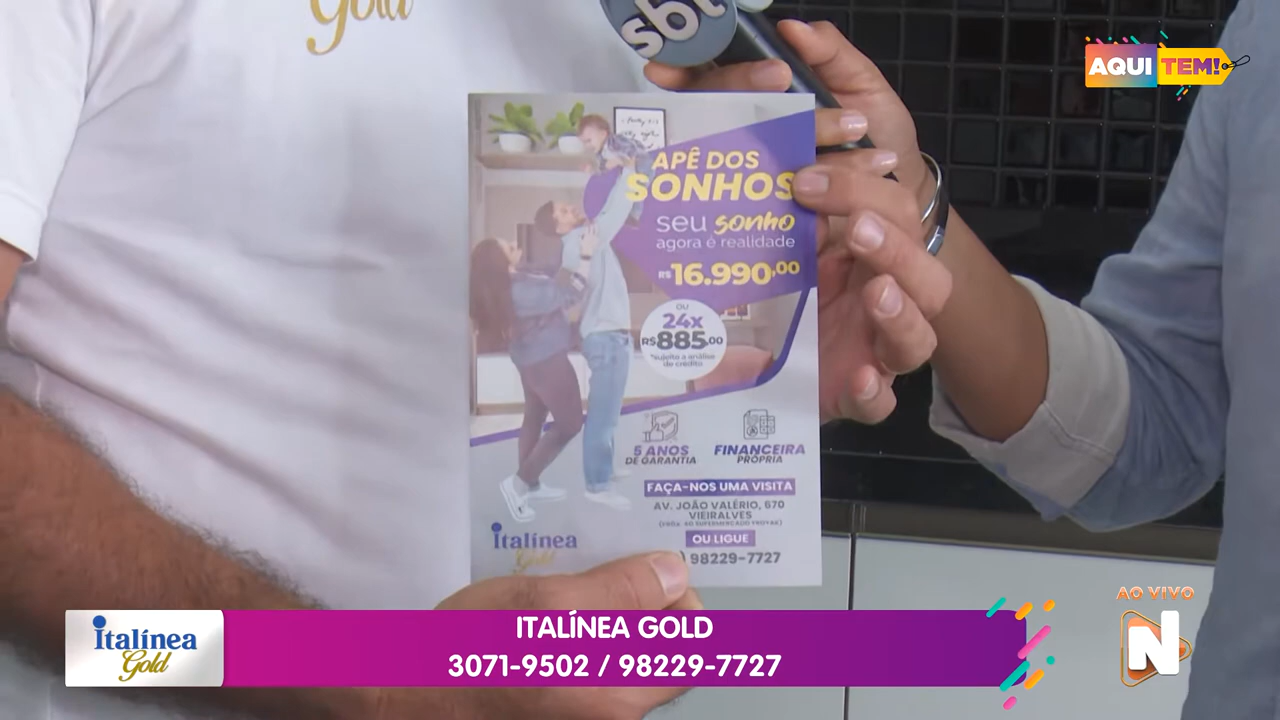 Gold
sbt
AQUI TEM!
APÊ DOS
SONHOS
seu sonho
agora é realidade
R$ 16.990,00
OU
24x
R$ 885,00
*sujeito a análise
de crédito
5 ANOS
DE GARANTIA
FINANCEIRA
PRÓPRIA
FAÇA-NOS UMA VISITA
AV. JOÃO VALÉRIO, 670
VIEIRALVES
OU LIGUE
) 98229-7727
Italínea
Gold
AO VIVO
N
Italínea
Gold
ITALÍNEA GOLD
3071-9502 / 98229-7727